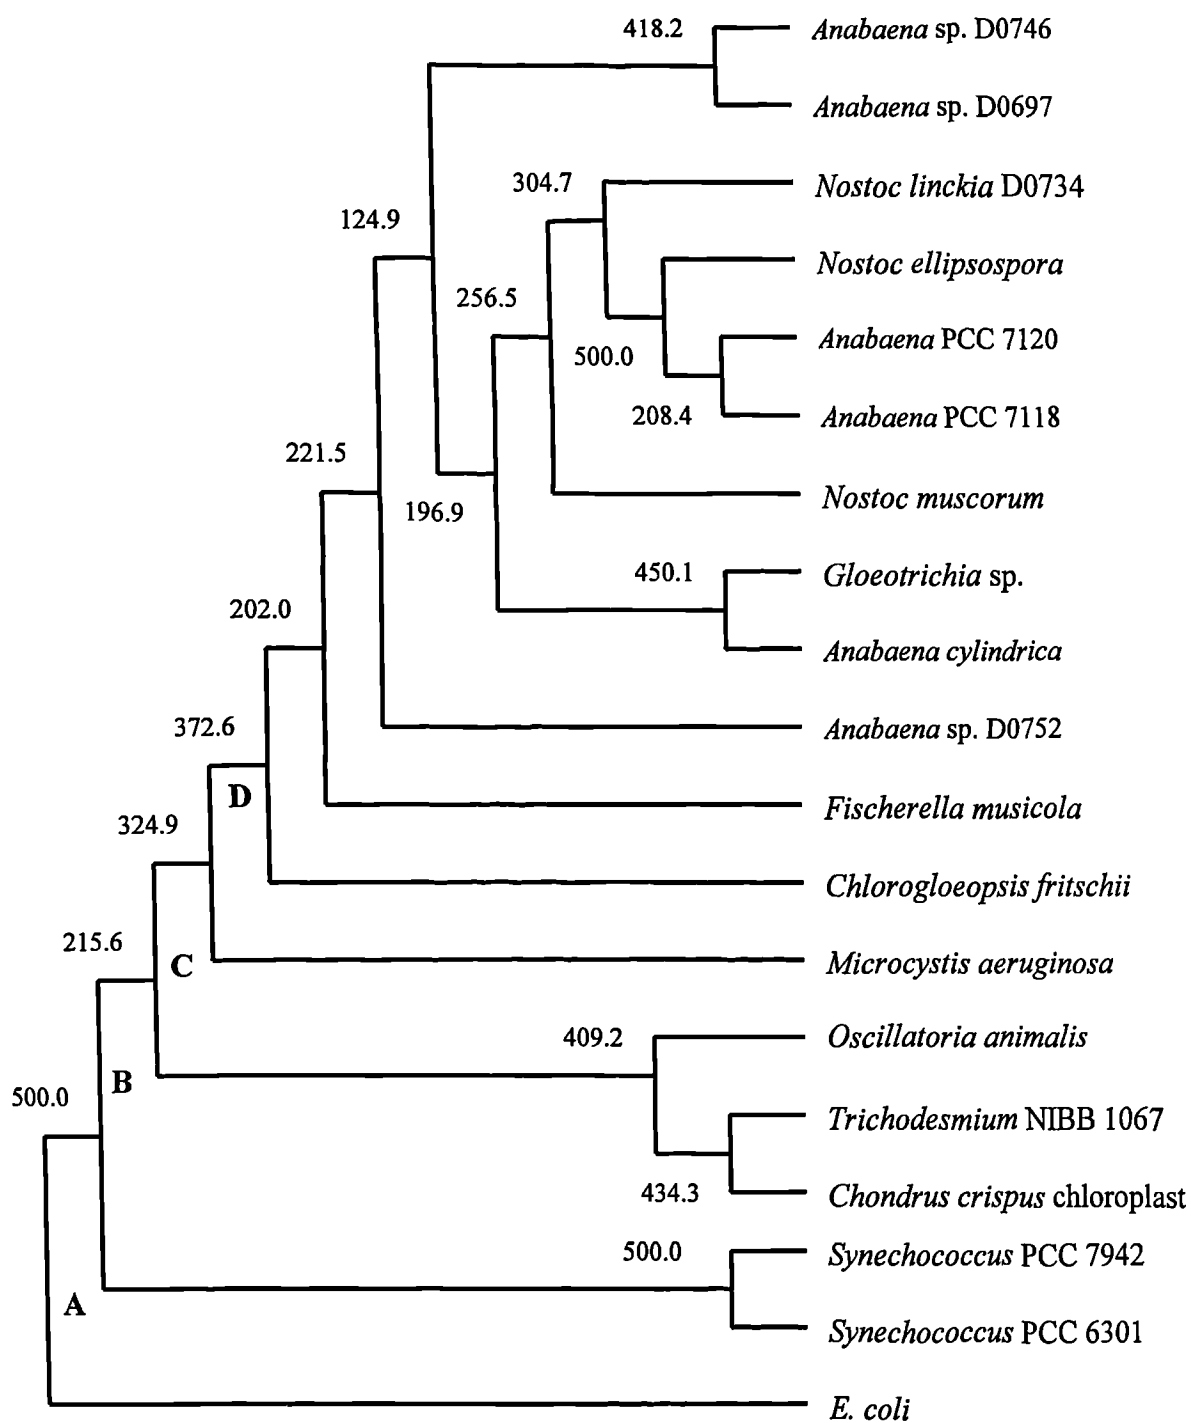 418.2
Anabaena sp. D0746
Anabaena sp. D0697
304.7
Nostoc linckia D0734
124.9
Nostoc ellipsospora
256.5
Anabaena PCC 7120
500.0
208.4
Anabaena PCC 7118
221.5
Nostoc muscorum
196.9
450.1
Gloeotrichia sp.
202.0
Anabaena cylindrica
372.6
Anabaena sp. D0752
D
Fischerella musicola
324.9
Chlorogloeopsis fritschii
215.6
C
Microcystis aeruginosa
409.2
Oscillatoria animalis
B
500.0
Trichodesmium NIBB 1067
434.3
Chondrus crispus chloroplast
500.0
Synechococcus PCC 7942
A
Synechococcus PCC 6301
E. coli